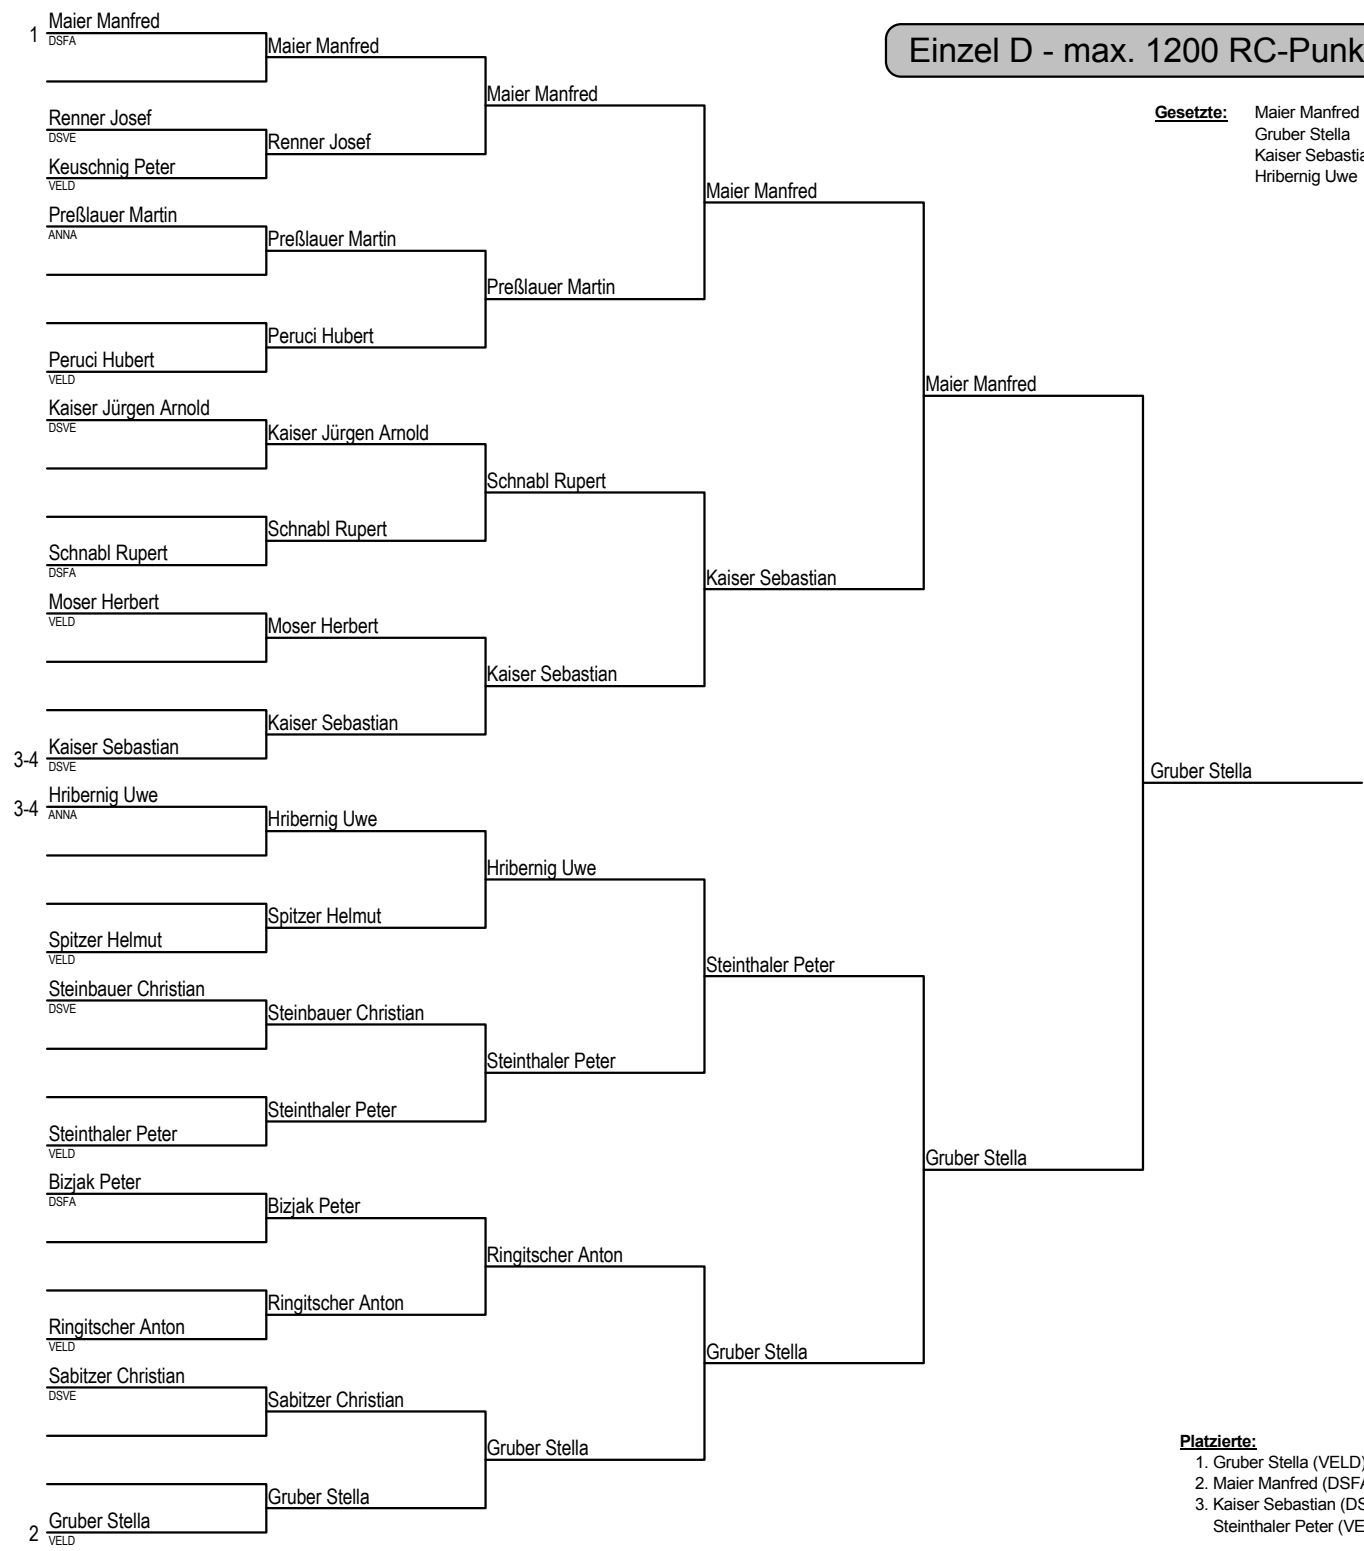 Einzel D - max. 1200 RC-Punk
Gesetzte: Maier Manfred
Gruber Stella
Kaiser Sebastia
Hribernig Uwe
1 Maier Manfred
DSFA
Renner Josef
DSVE
Keuschnig Peter
VELD
Preßlauer Martin
ANNA
Peruci Hubert
VELD
Kaiser Jürgen Arnold
DSVE
Schnabl Rupert
DSFA
Moser Herbert
VELD
3-4 Kaiser Sebastian
DSVE
3-4 Hribernig Uwe
ANNA
Spitzer Helmut
VELD
Steinbauer Christian
DSVE
Steinthaler Peter
VELD
Bizjak Peter
DSFA
Ringitscher Anton
VELD
Sabitzer Christian
DSVE
2 Gruber Stella
VELD
Maier Manfred
Renner Josef
Preßlauer Martin
Peruci Hubert
Kaiser Jürgen Arnold
Schnabl Rupert
Moser Herbert
Kaiser Sebastian
Hribernig Uwe
Spitzer Helmut
Steinbauer Christian
Steinthaler Peter
Bizjak Peter
Ringitscher Anton
Sabitzer Christian
Gruber Stella
Maier Manfred
Preßlauer Martin
Schnabl Rupert
Kaiser Sebastian
Hribernig Uwe
Steinthaler Peter
Ringitscher Anton
Gruber Stella
Maier Manfred
Kaiser Sebastian
Steinthaler Peter
Gruber Stella
Maier Manfred
Gruber Stella
Gruber Stella
Platzierte:
1. Gruber Stella (VELD)
2. Maier Manfred (DSFA
3. Kaiser Sebastian (DS
Steinthaler Peter (VE